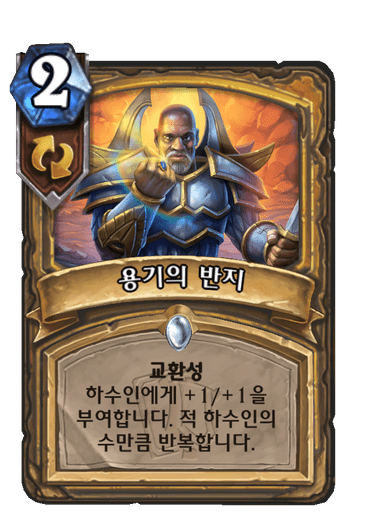 2
용기의 반지
교환성
하수인에게 +1/+1을
부여합니다. 적 하수인의
수만큼 반복합니다.